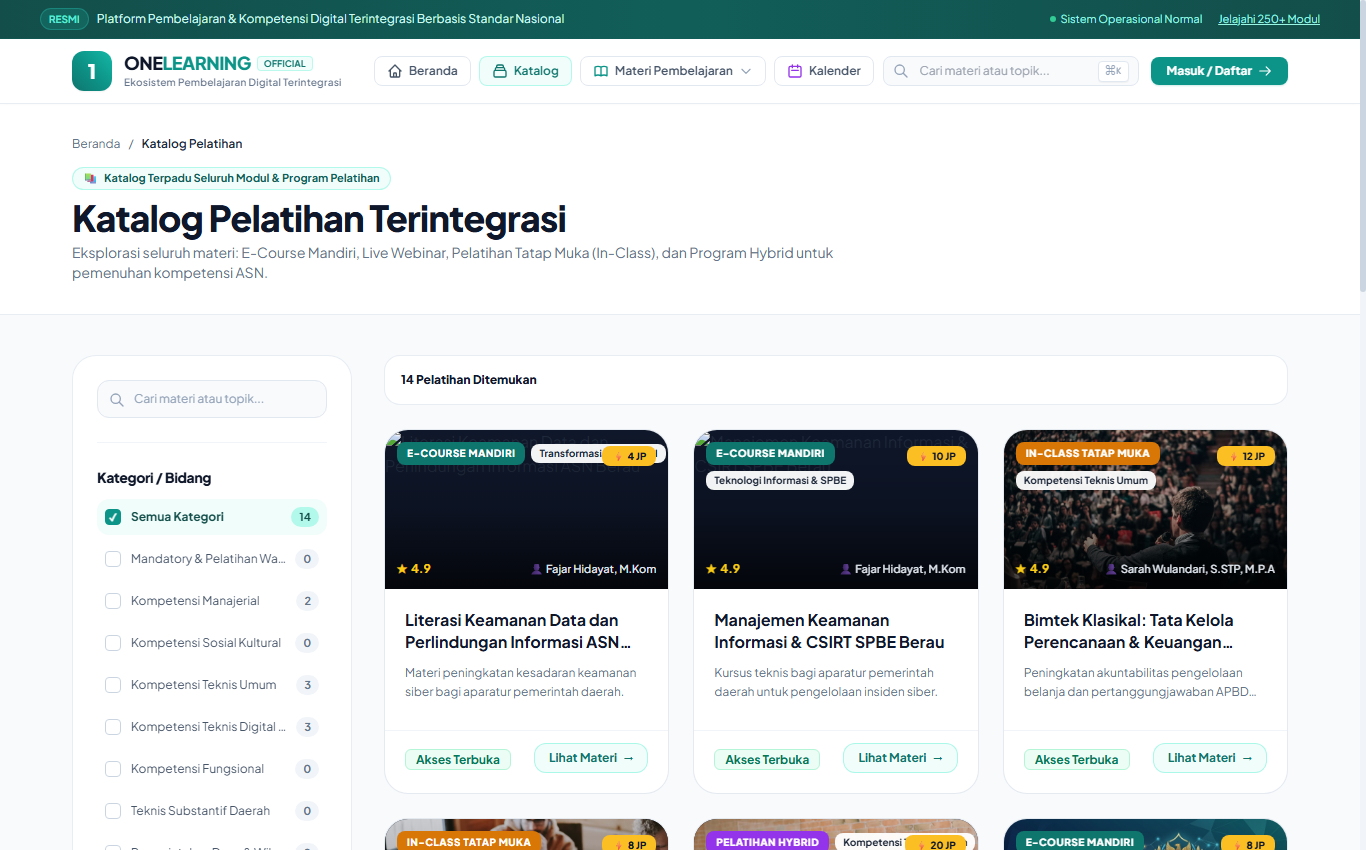 RESMI Platform Pembelajaran & Kompetensi Digital Terintegrasi Berbasis Standar Nasional
Sistem Operasional Normal Jelajahi 250+ Modul
1
ONELEARNING OFFICIAL
Ekosistem Pembelajaran Digital Terintegrasi
Beranda Katalog Materi Pembelajaran Kalender Cari materi atau topik... ⌘K Masuk / Daftar →
Beranda / Katalog Pelatihan
Katalog Terpadu Seluruh Modul & Program Pelatihan
Katalog Pelatihan Terintegrasi
Eksplorasi seluruh materi: E-Course Mandiri, Live Webinar, Pelatihan Tatap Muka (In-Class), dan Program Hybrid untuk
pemenuhan kompetensi ASN.
Cari materi atau topik...
Kategori / Bidang
Semua Kategori 14
Mandatory & Pelatihan Wa... 0
Kompetensi Manajerial 2
Kompetensi Sosial Kultural 0
Kompetensi Teknis Umum 3
Kompetensi Teknis Digital ... 3
Kompetensi Fungsional 0
Teknis Substantif Daerah 0
14 Pelatihan Ditemukan
E-COURSE MANDIRI Transformasi 4 JP
★ 4.9 Fajar Hidayat, M.Kom
Literasi Keamanan Data dan
Perlindungan Informasi ASN...
Materi peningkatan kesadaran keamanan
siber bagi aparatur pemerintah daerah.
Akses Terbuka Lihat Materi →
E-COURSE MANDIRI 10 JP
Teknologi Informasi & SPBE
★ 4.9 Fajar Hidayat, M.Kom
Manajemen Keamanan
Informasi & CSIRT SPBE Berau
Kursus teknis bagi aparatur pemerintah
daerah untuk pengelolaan insiden siber.
Akses Terbuka Lihat Materi →
IN-CLASS TATAP MUKA 12 JP
Kompetensi Teknis Umum
★ 4.9 Sarah Wulandari, S.STP, M.P.A
Bimtek Klasikal: Tata Kelola
Perencanaan & Keuangan...
Peningkatan akuntabilitas pengelolaan
belanja dan pertanggungjawaban APBD...
Akses Terbuka Lihat Materi →
IN-CLASS TATAP MUKA 8 JP
PELATIHAN HYBRID Kompetensi 20 JP
E-COURSE MANDIRI 8 JP